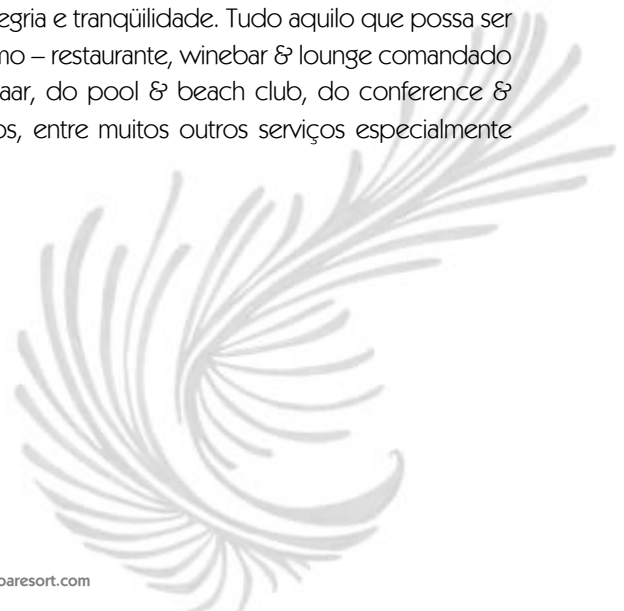 egria e tranqüilidade. Tudo aquilo que possa ser
no – restaurante, winebar & lounge comandado
aar, do pool & beach club, do conference &
os, entre muitos outros serviços especialmente
oaresort.com